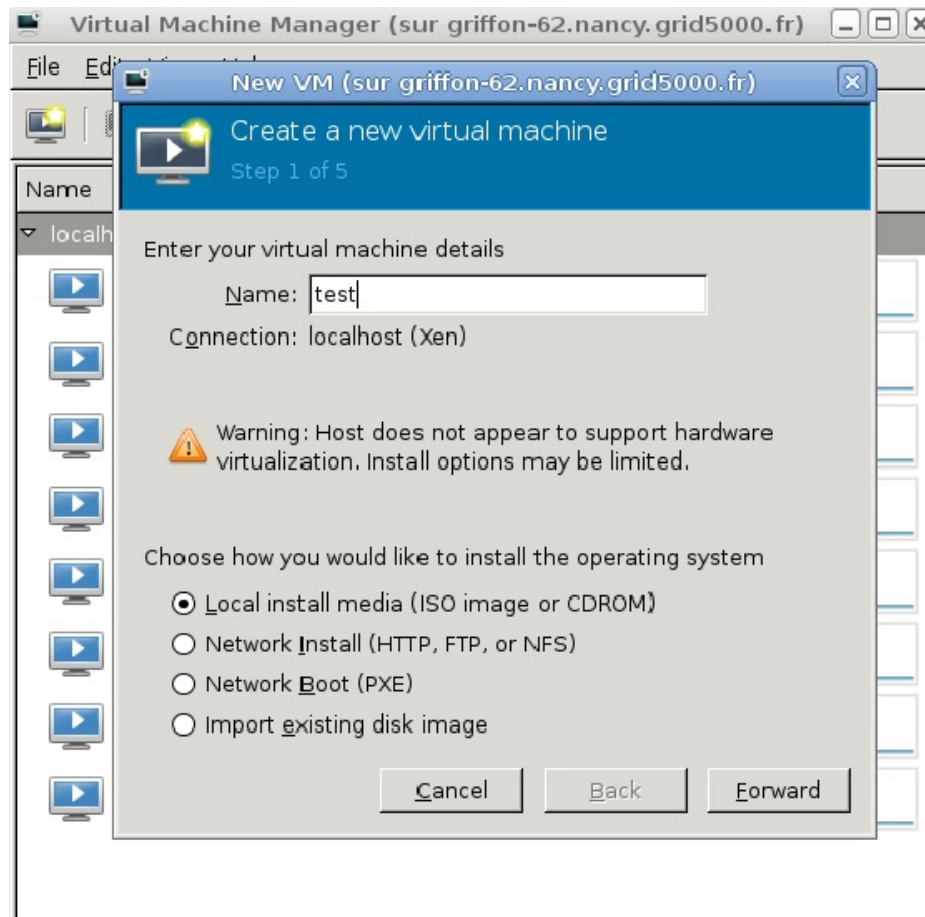 Virtual Machine Manager (sur griffon-62.nancy.grid5000.fr)
File
New VM (sur griffon-62.nancy.grid5000.fr)
Create a new virtual machine
Step 1 of 5
Name
Enter your virtual machine details
Name: test
Connection: localhost (Xen)
Warning: Host does not appear to support hardware
virtualization. Install options may be limited.
Choose how you would like to install the operating system
Local install media (ISO image or CDROM)
Network Install (HTTP, FTP, or NFS)
Network Boot (PXE)
Import existing disk image
Cancel Back Forward